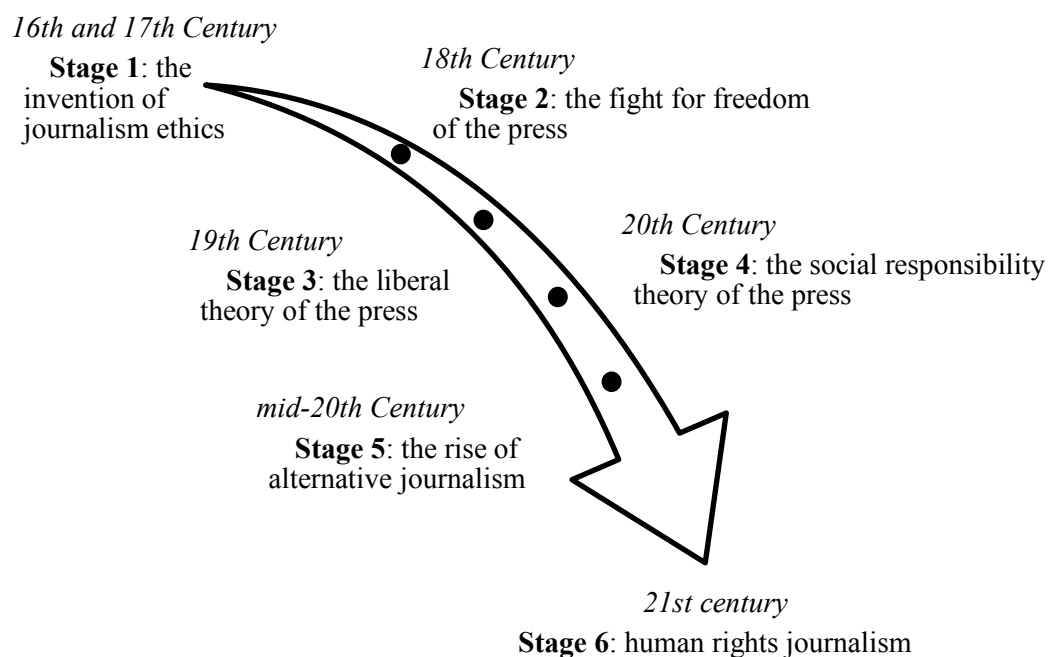 16th and 17th Century
Stage 1: the
invention of
journalism ethics
18th Century
Stage 2: the fight for freedom
of the press
19th Century
Stage 3: the liberal
theory of the press
20th Century
Stage 4: the social responsibility
theory of the press
mid-20th Century
Stage 5: the rise of
alternative journalism
21st century
Stage 6: human rights journalism